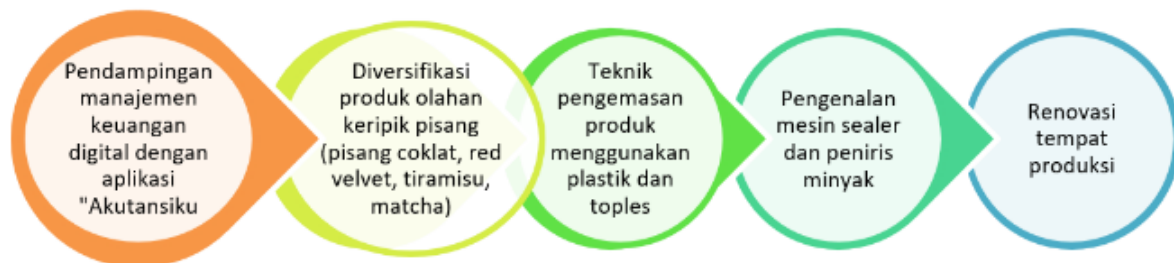 Pendampingan
manajemen
keuangan
digital dengan
aplikasi
"Akutansiku
Diversifikasi
produk olahan
keripik pisang
(pisang coklat, red
velvet, tiramisu,
matcha)
Teknik
pengemasan
produk
menggunakan
plastik dan
toples
Pengenalan
mesin sealer
dan peniris
minyak
Renovasi
tempat
produksi